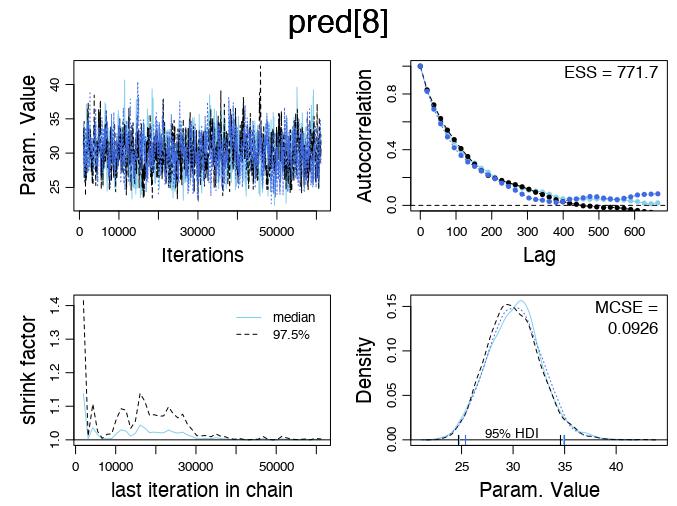 pred[8]
Param. Value
25 30 35 40
0 10000 30000 50000
Iterations
Autocorrelation
0.0 0.4 0.8
ESS = 771.7
0 100 200 300 400 500 600
Lag
shrink factor
1.0 1.1 1.2 1.3 1.4
median
97.5%
0 10000 30000 50000
last iteration in chain
Density
0.00 0.05 0.10 0.15
MCSE =
0.0926
95% HDI
25 30 35 40
Param. Value